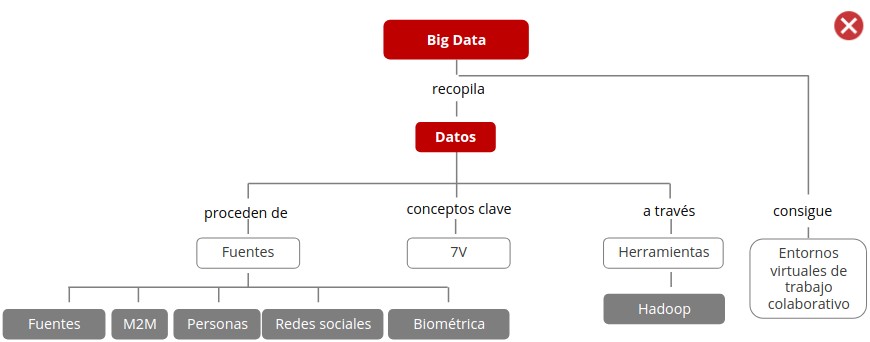 Big Data
recopila
Datos
proceden de
conceptos clave
a través
consigue
Fuentes
7V
Herramientas
Entornos
virtuales de
trabajo
colaborativo
Hadoop
Fuentes
M2M
Personas
Redes sociales
Biométrica